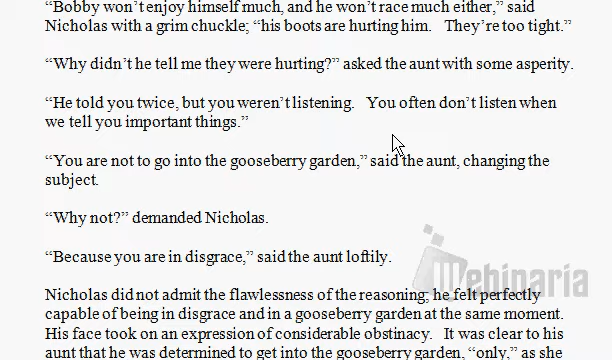 “Bobby won’t enjoy himself much, and he won’t race much either,” said
Nicholas with a grim chuckle; “his boots are hurting him.   They’re too tight.”
“Why didn’t he tell me they were hurting?” asked the aunt with some asperity.
“He told you twice, but you weren’t listening.   You often don’t listen when
we tell you important things.”
“You are not to go into the gooseberry garden,” said the aunt, changing the
subject.
“Why not?” demanded Nicholas.
“Because you are in disgrace,” said the aunt loftily.
Webinaria
Nicholas did not admit the flawlessness of the reasoning; he felt perfectly
capable of being in disgrace and in a gooseberry garden at the same moment.
His face took on an expression of considerable obstinacy.   It was clear to his
aunt that he was determined to get into the gooseberry garden, “only,” as she